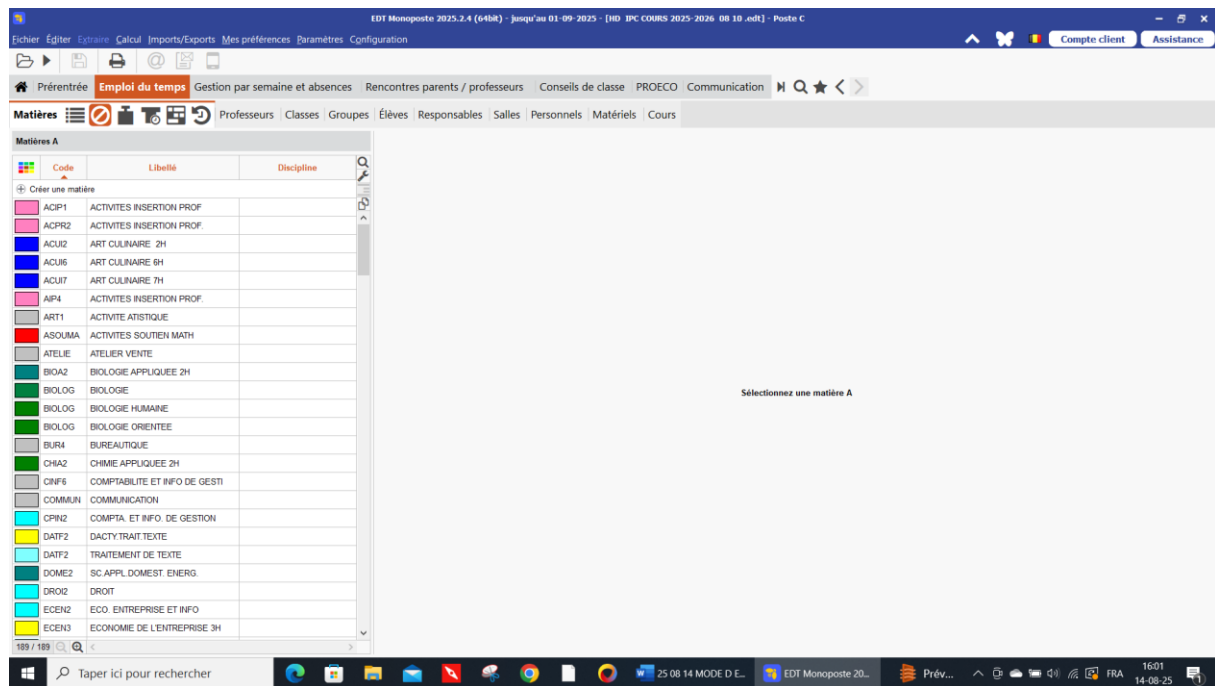 EDT Monoposte 2025.2.4 (64bit) - jusqu'au 01-09-2025 - [HD IPC COURS 2025-2026 08 10 .edt] - Poste C
Fichier Éditer Extraire Calcul Imports/Exports Mes préférences Paramètres Configuration
Compte client Assistance
Prérentrée Emploi du temps Gestion par semaine et absences Rencontres parents / professeurs Conseils de classe PROECO Communication
Matières Professeurs Classes Groupes Élèves Responsables Salles Personnels Matériels Cours
Matières A
Code Libellé Discipline
Créer une matière
ACIP1 ACTIVITES INSERTION PROF
ACPR2 ACTIVITES INSERTION PROF.
ACUI2 ART CULINAIRE 2H
ACUI6 ART CULINAIRE 6H
ACUI7 ART CULINAIRE 7H
AIP4 ACTIVITES INSERTION PROF.
ART1 ACTIVITE ATISTIQUE
ASOUMA ACTIVITES SOUTIEN MATH
ATELIE ATELIER VENTE
BIOA2 BIOLOGIE APPLIQUEE 2H
BIOLOG BIOLOGIE
BIOLOG BIOLOGIE HUMAINE
BIOLOG BIOLOGIE ORIENTEE
BUR4 BUREAUTIQUE
CHIA2 CHIMIE APPLIQUEE 2H
CINF6 COMPTABILITE ET INFO DE GESTI
COMMUN COMMUNICATION
CPIN2 COMPTA. ET INFO. DE GESTION
DATF2 DACTY.TRAIT.TEXTE
DATF2 TRAITEMENT DE TEXTE
DOME2 SC.APPL.DOMEST. ENERG.
DROI2 DROIT
ECEN2 ECO. ENTREPRISE ET INFO
ECEN3 ECONOMIE DE L'ENTREPRISE 3H
189 / 189
Sélectionnez une matière A
Taper ici pour rechercher
25 08 14 MODE D E...
EDT Monoposte 20...
Prév...
FRA
16:01
14-08-25